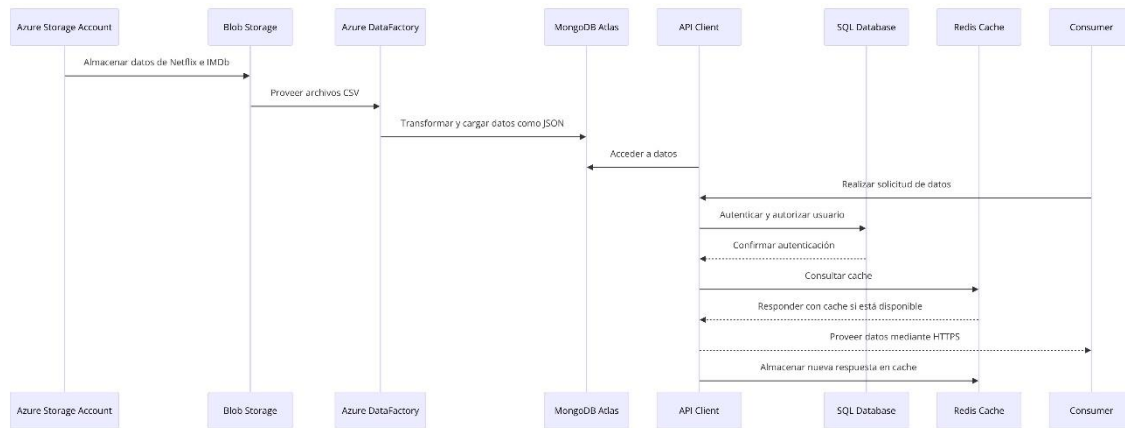 Azure Storage Account
Blob Storage
Azure DataFactory
MongoDB Atlas
API Client
SQL Database
Redis Cache
Consumer
Almacenar datos de Netflix e IMDb
Proveer archivos CSV
Transformar y cargar datos como JSON
Acceder a datos
Realizar solicitud de datos
Autenticar y autorizar usuario
Confirmar autenticación
Consultar cache
Responder con cache si está disponible
Proveer datos mediante HTTPS
Almacenar nueva respuesta en cache
Azure Storage Account
Blob Storage
Azure DataFactory
MongoDB Atlas
API Client
SQL Database
Redis Cache
Consumer